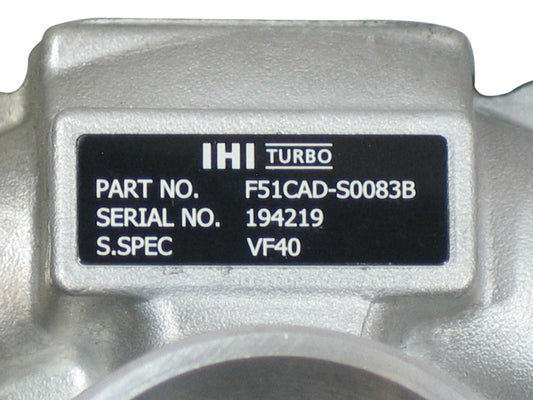 IHI TURBO
PART NO. F51CAD-S0083B
SERIAL NO. 194219
S.SPEC VF40